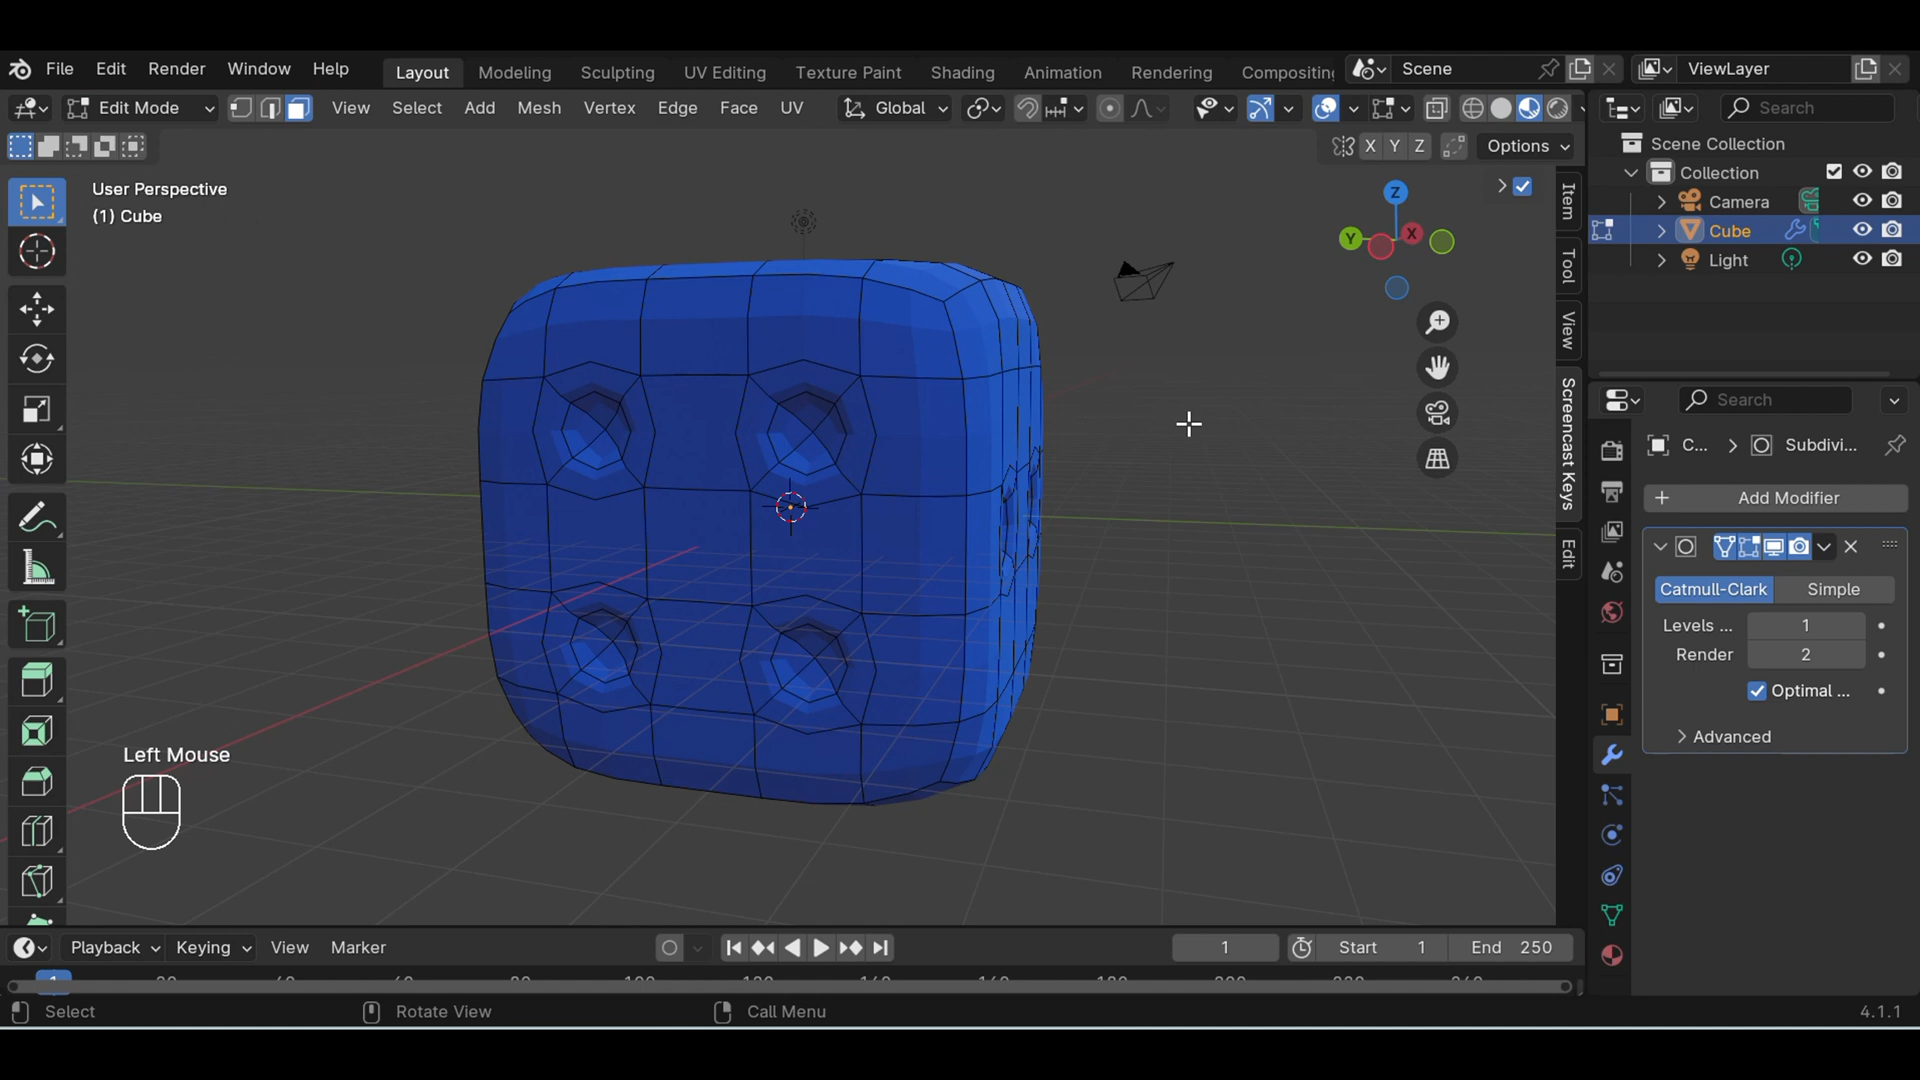 File Edit Render Window Help Layout Modeling Sculpting UV Editing Texture Paint Shading Animation Rendering Scene ViewLayer
Edit Mode View Select Add Mesh Vertex Edge Face UV Global Search
X Y Z Options
Scene Collection
Collection
Camera
Cube
Light
User Perspective
(1) Cube
Z
Y X
Item
Tool
View
Screencast Keys
Edit
Search
C... Subdivi...
+ Add Modifier
Catmull-Clark Simple
Levels ... 1
Render 2
Optimal ...
Advanced
Left Mouse
Playback Keying View Marker 1 Start 1 End 250
1
Select Rotate View Call Menu 4.1.1